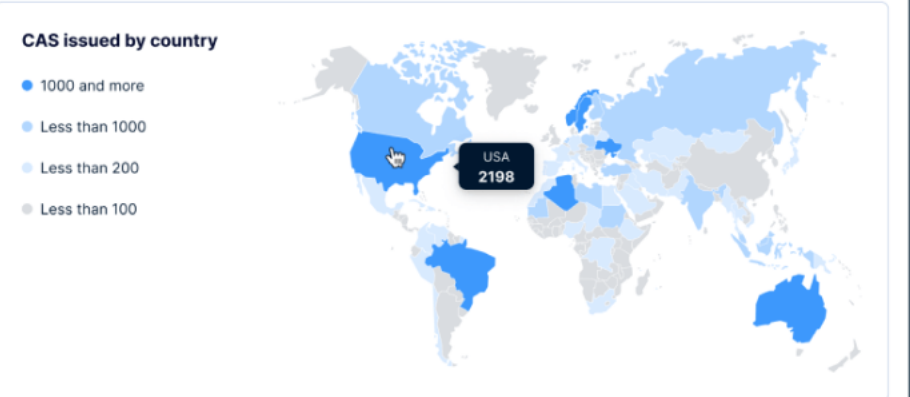 CAS issued by country
1000 and more
Less than 1000
Less than 200
Less than 100
USA
2198